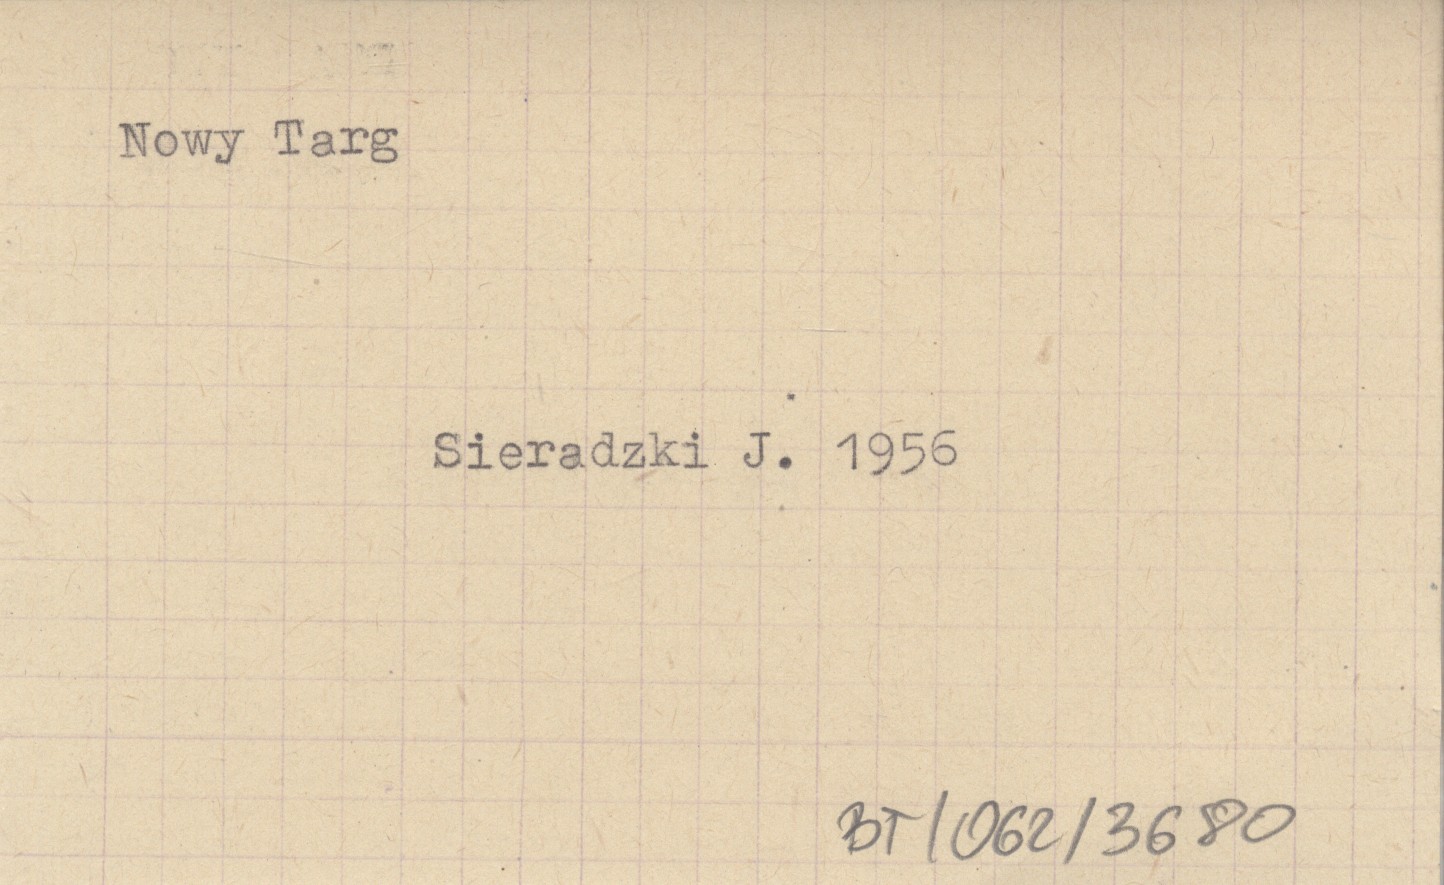 Nowy Targ
Sieradzki J. 1956
BT/062/3680